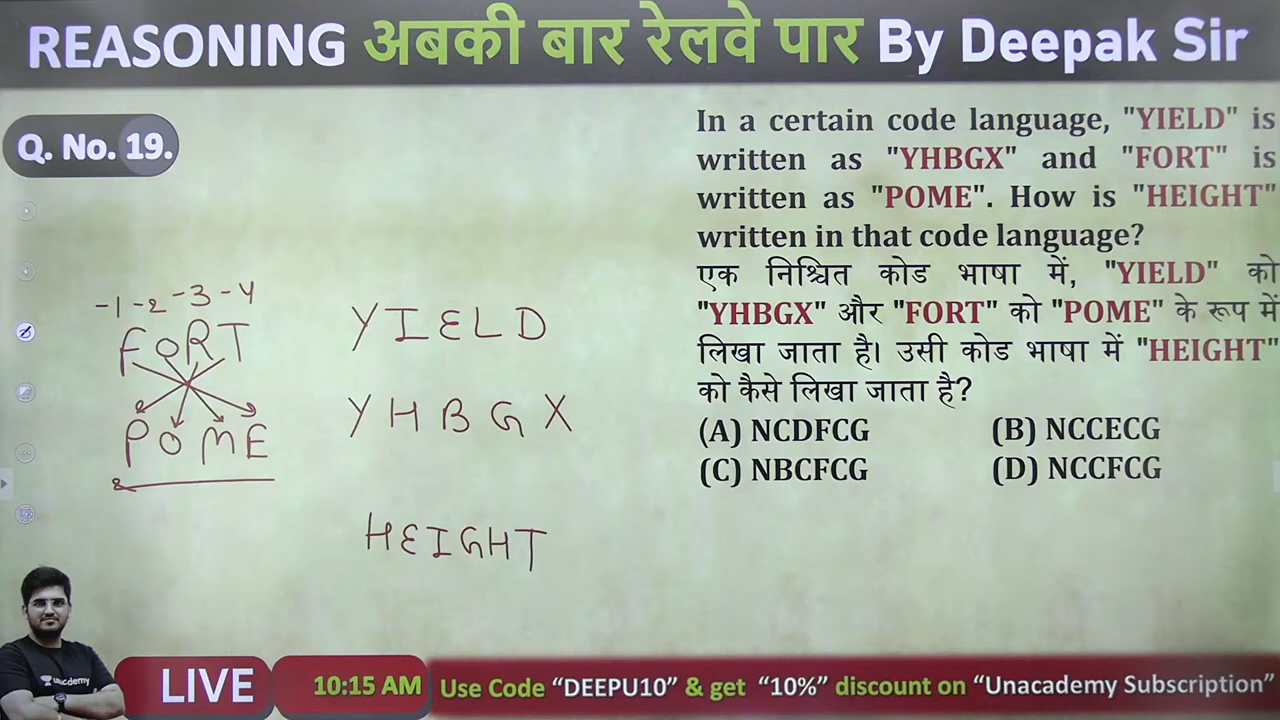 REASONING अबकी बार रेलवे पार By Deepak Sir
Q. No. 19.
In a certain code language, "YIELD" is
written as "YHBGX" and "FORT" is
written as "POME". How is "HEIGHT"
written in that code language?
एक निश्चित कोड भाषा में, "YIELD" को
"YHBGX" और "FORT" को "POME" के रूप में
लिखा जाता है। उसी कोड भाषा में "HEIGHT"
को कैसे लिखा जाता है?
(A) NCDFCG (B) NCCECG
(C) NBCFCG (D) NCCFCG
-1 -2 -3 -4
FORT
POME
YIELD
YHBGX
HEIGHT
unacademy
LIVE
10:15 AM
Use Code “DEEPU10” & get “10%” discount on “Unacademy Subscription”